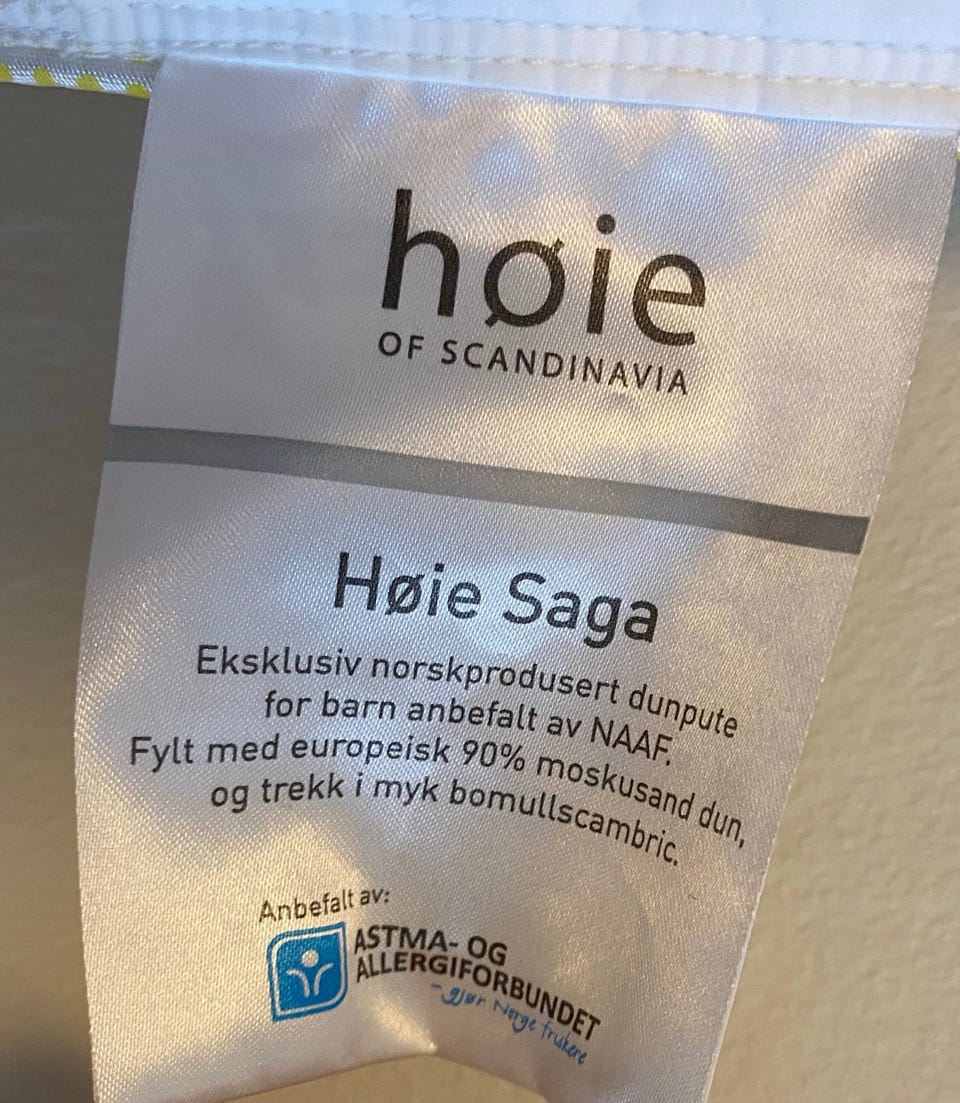 høie
OF SCANDINAVIA
Høie Saga
Eksklusiv norskprodusert dunpute
for barn anbefalt av NAAF.
Fylt med europeisk 90% moskusand dun,
og trekk i myk bomullscambric.
Anbefalt av:
ASTMA- OG
ALLERGIFORBUNDET
- gjør Norge friskere